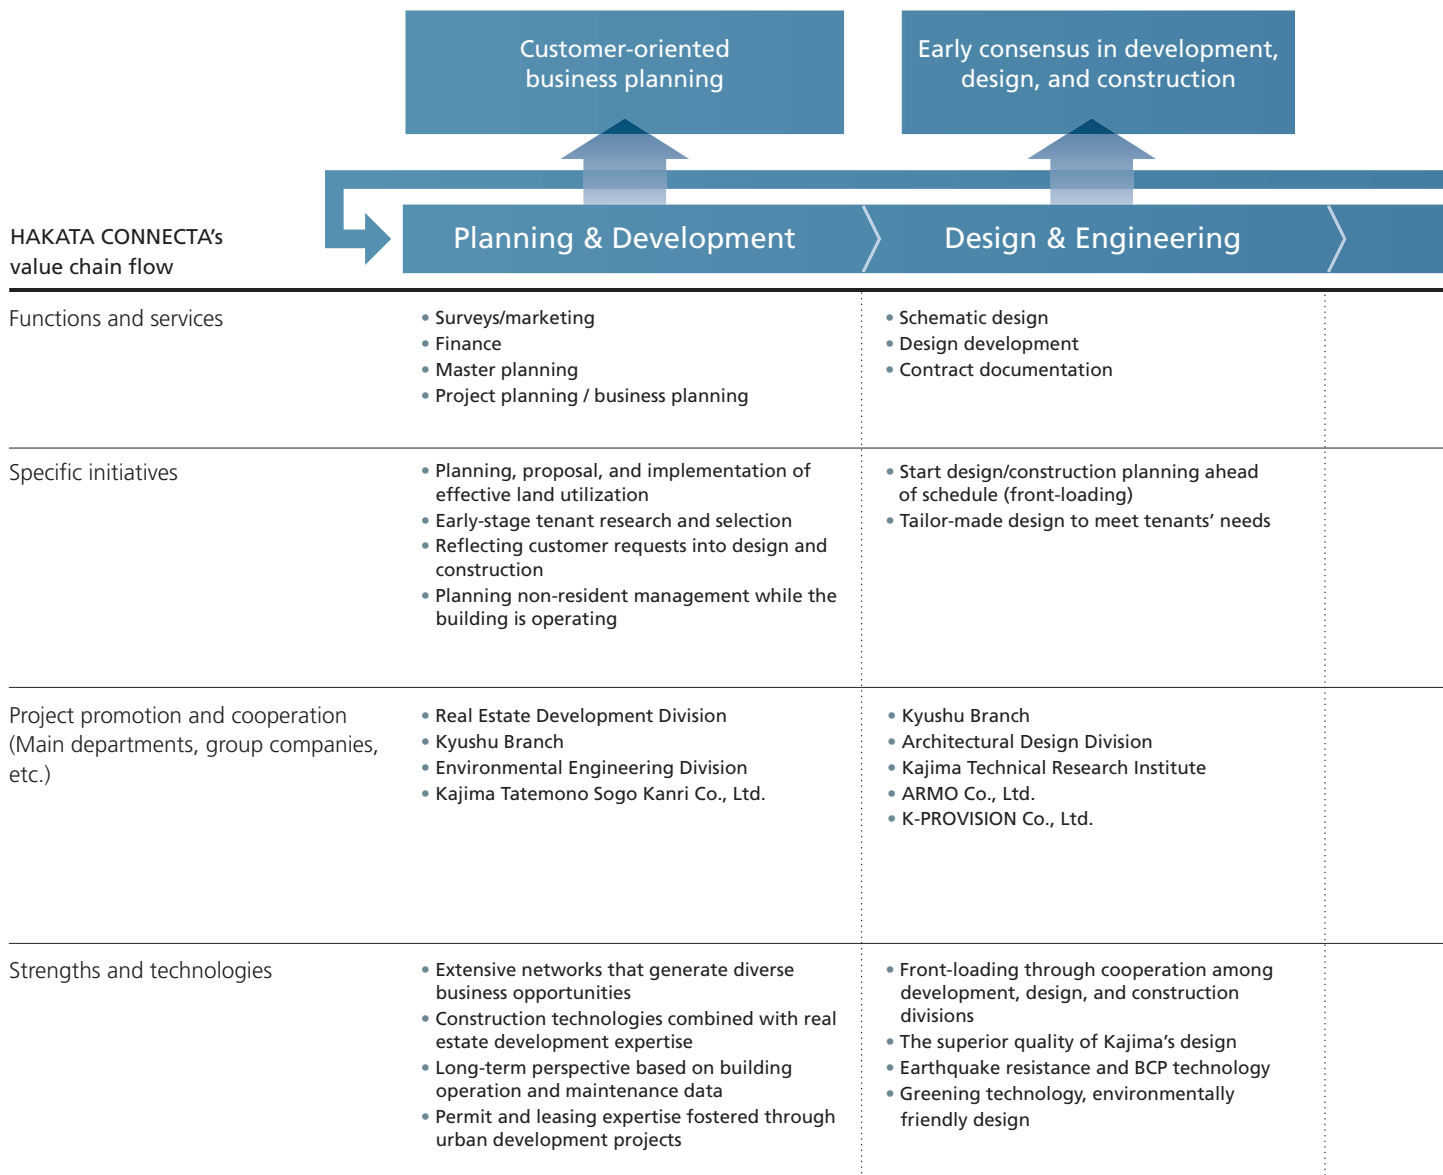 Customer-oriented
business planning
Early consensus in development,
design, and construction
HAKATA CONNECTA's
value chain flow
Planning & Development
Design & Engineering
Functions and services
• Surveys/marketing
• Finance
• Master planning
• Project planning / business planning
• Schematic design
• Design development
• Contract documentation
Specific initiatives
• Planning, proposal, and implementation of
effective land utilization
• Early-stage tenant research and selection
• Reflecting customer requests into design and
construction
• Planning non-resident management while the
building is operating
• Start design/construction planning ahead
of schedule (front-loading)
• Tailor-made design to meet tenants' needs
Project promotion and cooperation
(Main departments, group companies,
etc.)
• Real Estate Development Division
• Kyushu Branch
• Environmental Engineering Division
• Kajima Tatemono Sogo Kanri Co., Ltd.
• Kyushu Branch
• Architectural Design Division
• Kajima Technical Research Institute
• ARMO Co., Ltd.
• K-PROVISION Co., Ltd.
Strengths and technologies
• Extensive networks that generate diverse
business opportunities
• Construction technologies combined with real
estate development expertise
• Long-term perspective based on building
operation and maintenance data
• Permit and leasing expertise fostered through
urban development projects
• Front-loading through cooperation among
development, design, and construction
divisions
• The superior quality of Kajima's design
• Earthquake resistance and BCP technology
• Greening technology, environmentally
friendly design